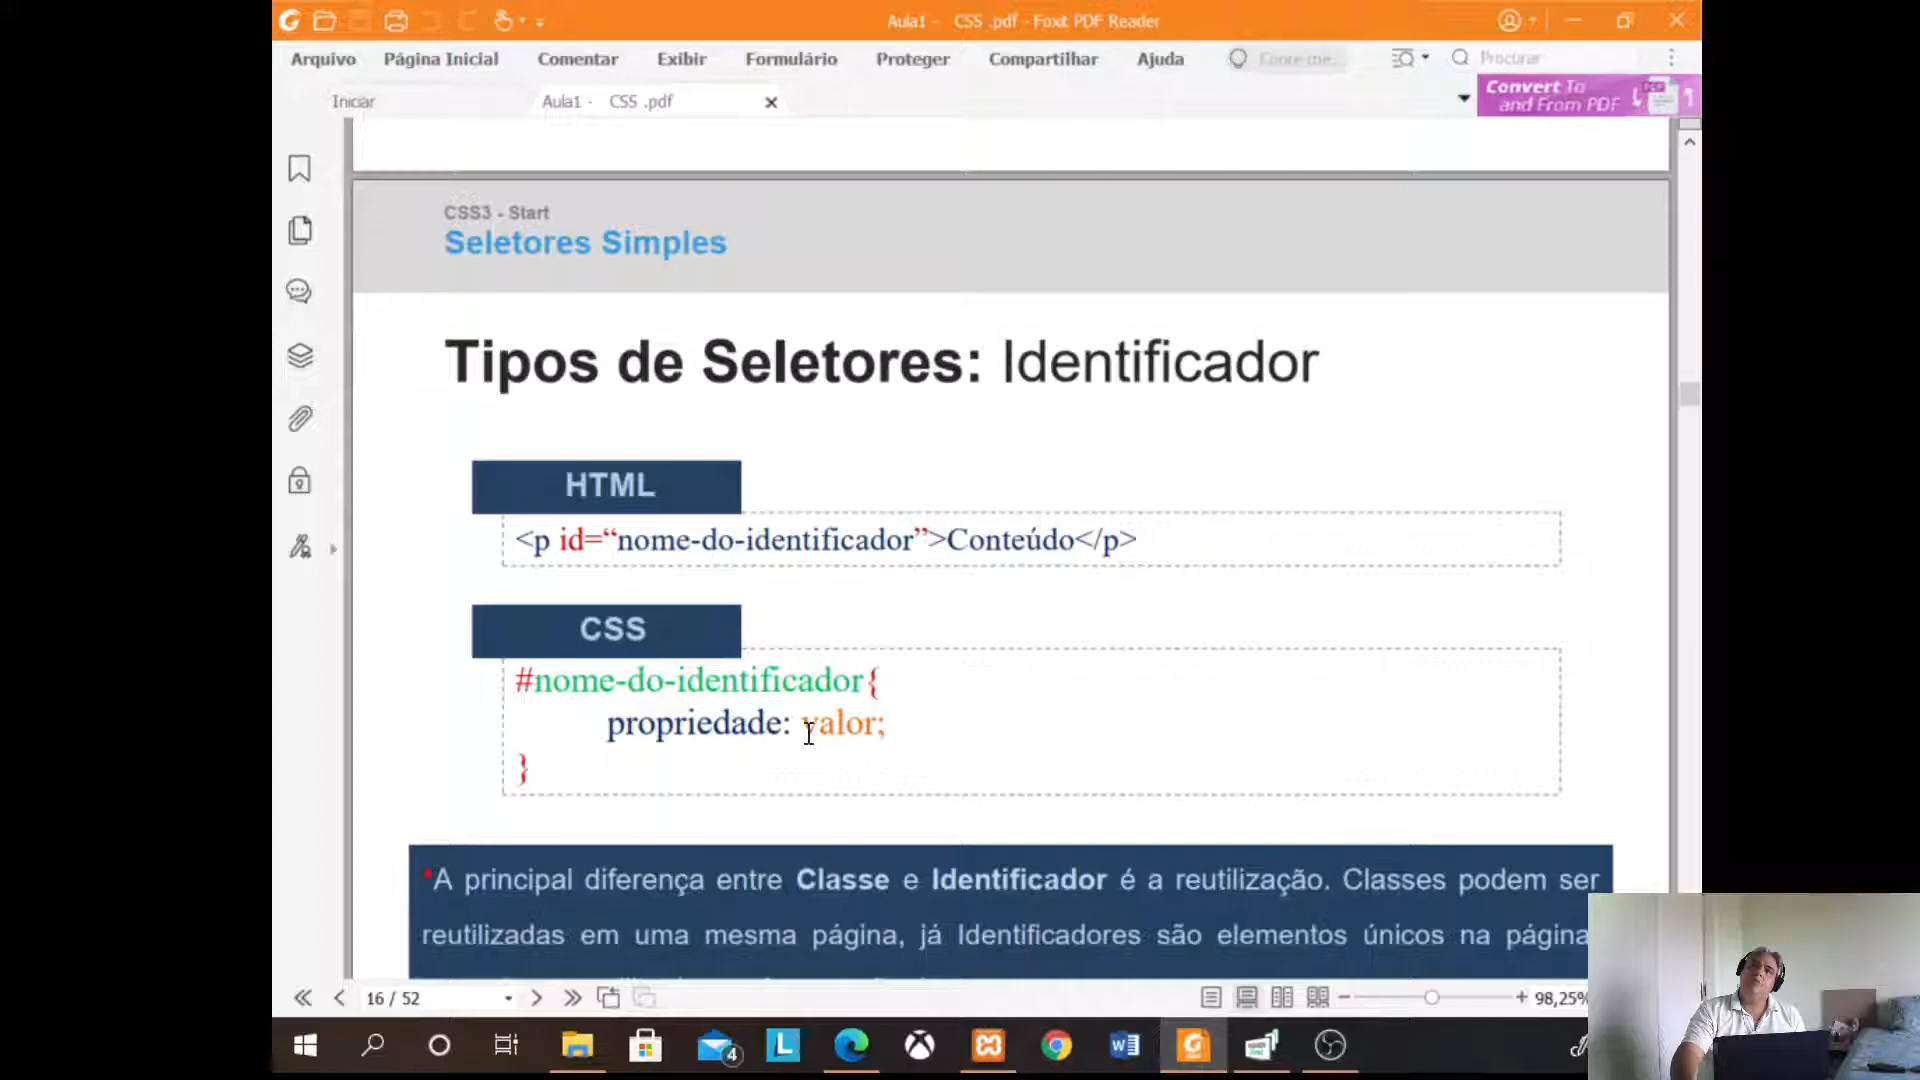 Aula1 - CSS .pdf - Foxit PDF Reader
Arquivo Página Inicial Comentar Exibir Formulário Proteger Compartilhar Ajuda Conte-me... Procurar
Iniciar Aula1 - CSS .pdf
Convert To
and From PDF
CSS3 - Start
Seletores Simples
Tipos de Seletores: Identificador
HTML
<p id=“nome-do-identificador”>Conteúdo</p>
CSS
#nome-do-identificador{
propriedade: valor;
}
*A principal diferença entre Classe e Identificador é a reutilização. Classes podem ser
reutilizadas em uma mesma página, já Identificadores são elementos únicos na página
16 / 52 98,25%
4